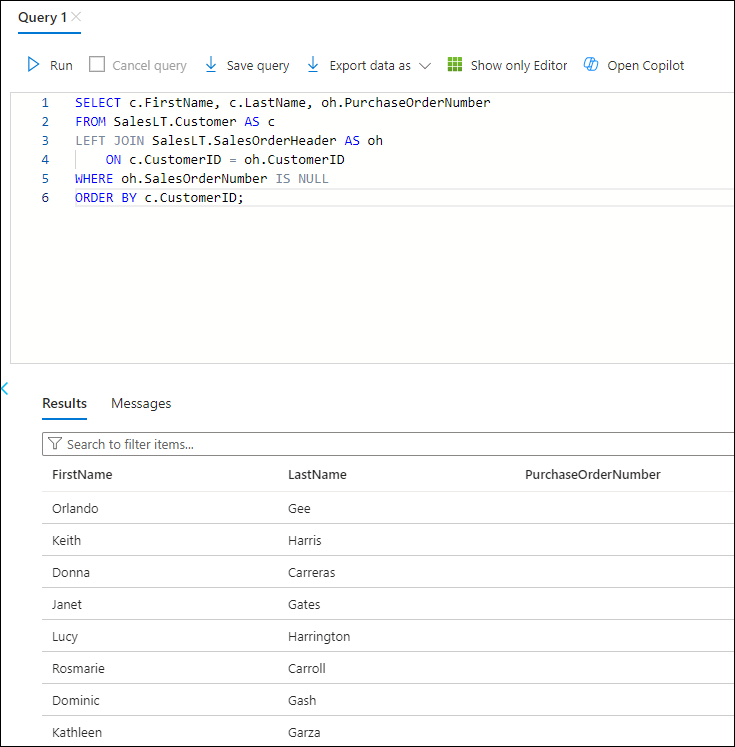 Query 1
Run Cancel query Save query Export data as Show only Editor Open Copilot
1 SELECT c.FirstName, c.LastName, oh.PurchaseOrderNumber
2 FROM SalesLT.Customer AS c
3 LEFT JOIN SalesLT.SalesOrderHeader AS oh
4     ON c.CustomerID = oh.CustomerID
5 WHERE oh.SalesOrderNumber IS NULL
6 ORDER BY c.CustomerID;
Results Messages
Search to filter items...
FirstName LastName PurchaseOrderNumber
Orlando Gee
Keith Harris
Donna Carreras
Janet Gates
Lucy Harrington
Rosmarie Carroll
Dominic Gash
Kathleen Garza